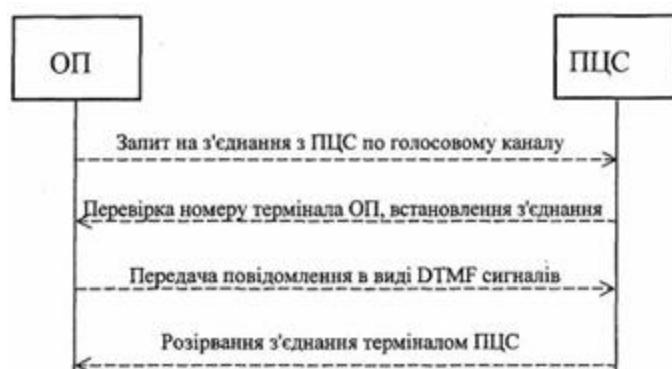 ОП
ПЦС
Запит на з'єднання з ПЦС по голосовому каналу
Перевірка номеру термінала ОП, встановлення з'єднання
Передача повідомлення в виді DTMF сигналів
Розірвання з'єднання терміналом ПЦС